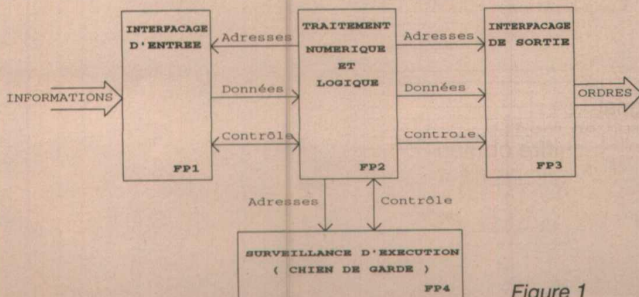 INTERFACAGE
D'ENTREE
FP1
INFORMATIONS
Adresses
Données
Contrôle
TRAITEMENT
NUMERIQUE
ET
LOGIQUE
FP2
Adresses
Données
Controle
INTERFACAGE
DE SORTIE
FP3
ORDRES
Adresses
Contrôle
SURVEILLANCE D'EXECUTION
( CHIEN DE GARDE )
FP4
Figure 1